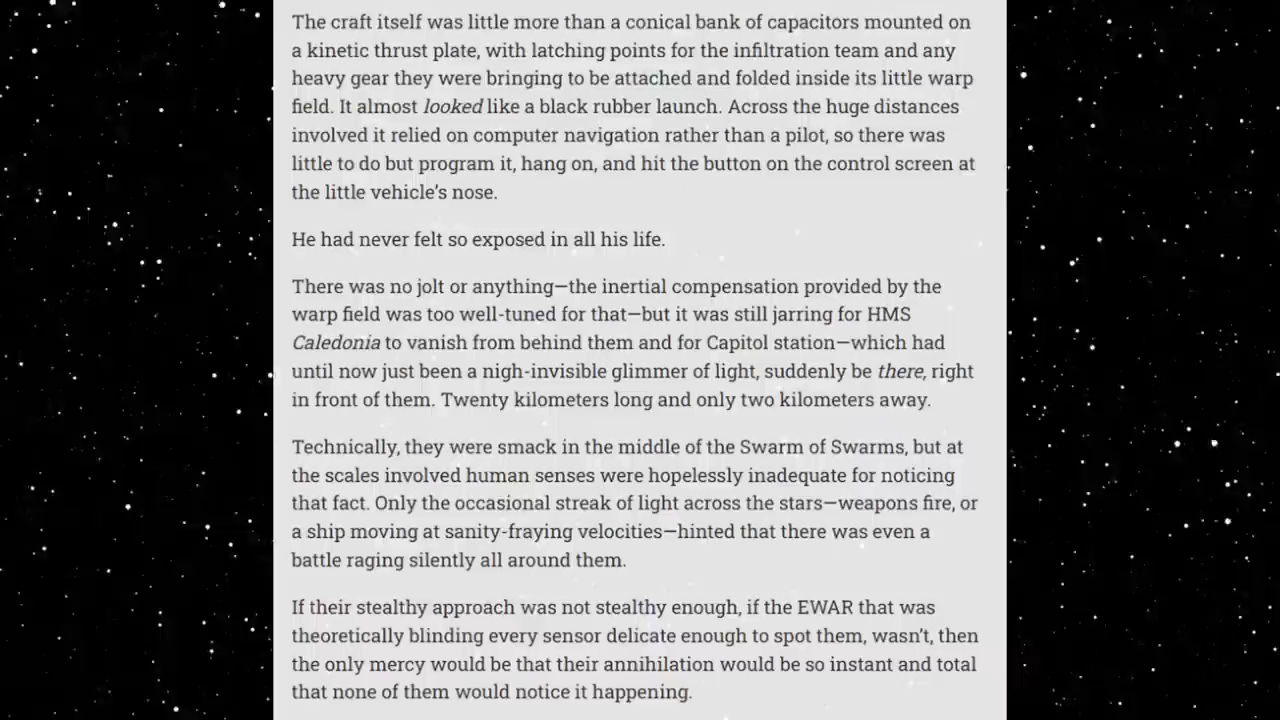 The craft itself was little more than a conical bank of capacitors mounted on
a kinetic thrust plate, with latching points for the infiltration team and any
heavy gear they were bringing to be attached and folded inside its little warp
field. It almost looked like a black rubber launch. Across the huge distances
involved it relied on computer navigation rather than a pilot, so there was
little to do but program it, hang on, and hit the button on the control screen at
the little vehicle's nose.
He had never felt so exposed in all his life.
There was no jolt or anything—the inertial compensation provided by the
warp field was too well-tuned for that—but it was still jarring for HMS
Caledonia to vanish from behind them and for Capitol station—which had
until now just been a nigh-invisible glimmer of light, suddenly be there, right
in front of them. Twenty kilometers long and only two kilometers away.
Technically, they were smack in the middle of the Swarm of Swarms, but at
the scales involved human senses were hopelessly inadequate for noticing
that fact. Only the occasional streak of light across the stars—weapons fire, or
a ship moving at sanity-fraying velocities—hinted that there was even a
battle raging silently all around them.
If their stealthy approach was not stealthy enough, if the EWAR that was
theoretically blinding every sensor delicate enough to spot them, wasn't, then
the only mercy would be that their annihilation would be so instant and total
that none of them would notice it happening.